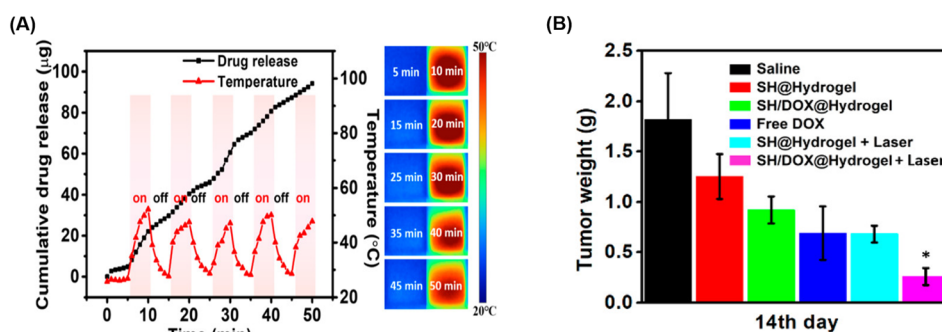 (A)
Cumulative drug release (µg)
100
80
60
40
20
0
Drug release
Temperature
on off on off on off on off on
0 10 20 30 40 50
Time (min)
100
80
60
40
20
Temperature (°C)
5 min 10 min
15 min 20 min
25 min 30 min
35 min 40 min
45 min 50 min
50°C
20°C
(B)
Tumor weight (g)
2.5
2.0
1.5
1.0
0.5
0.0
Saline
SH@Hydrogel
SH/DOX@Hydrogel
Free DOX
SH@Hydrogel + Laser
SH/DOX@Hydrogel + Laser
*
14th day